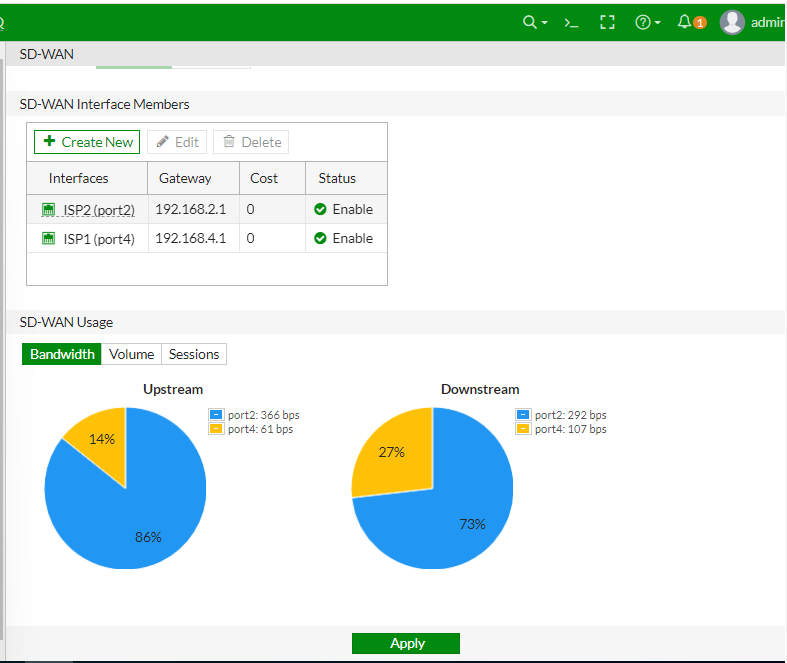 admin
SD-WAN
SD-WAN Interface Members
Create New Edit Delete
Interfaces Gateway Cost Status
ISP2 (port2) 192.168.2.1 0 Enable
ISP1 (port4) 192.168.4.1 0 Enable
SD-WAN Usage
Bandwidth Volume Sessions
Upstream
port2: 366 bps
port4: 61 bps
14%
86%
Downstream
port2: 292 bps
port4: 107 bps
27%
73%
Apply